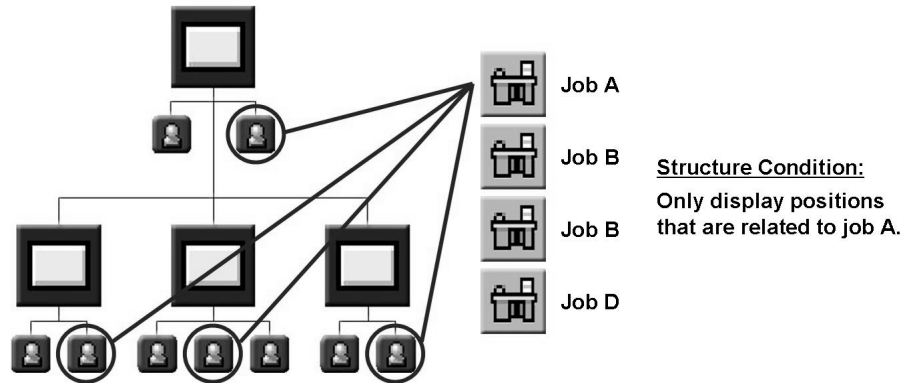 Job A
Job B
Job B
Job D
Structure Condition:
Only display positions
that are related to job A.